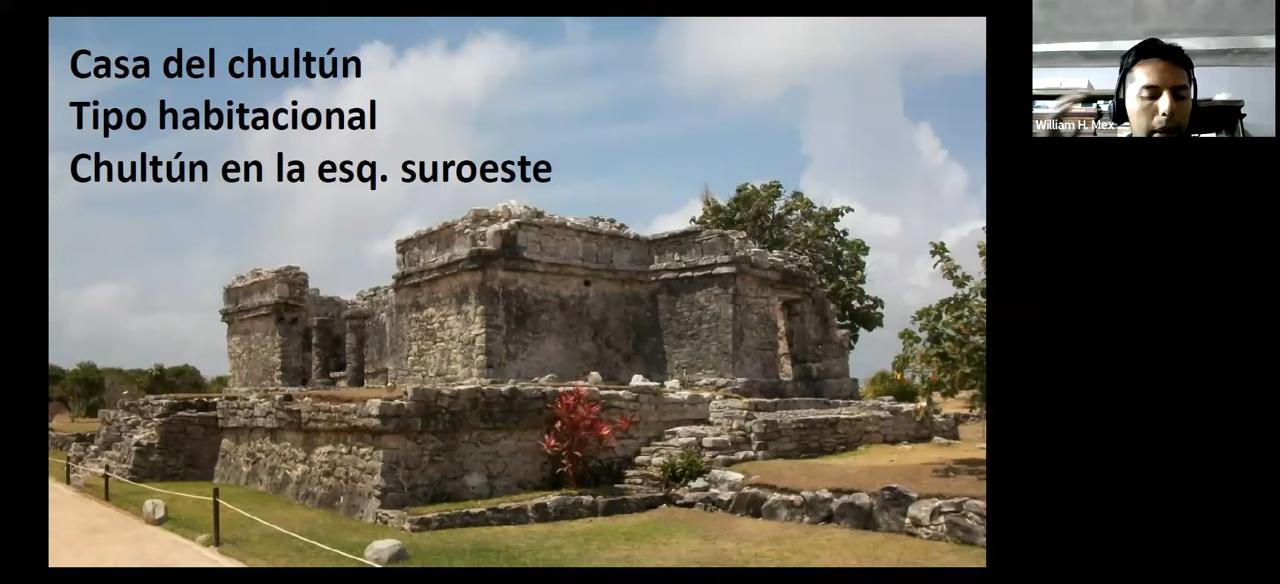 Casa del chultún
Tipo habitacional
Chultún en la esq. suroeste
William H. Mex